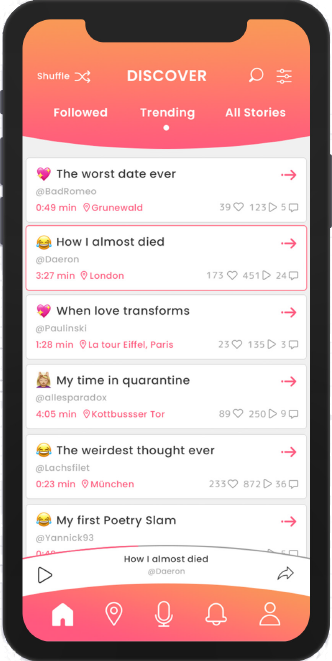 Shuffle DISCOVER
Followed Trending All Stories
The worst date ever
@BadRomeo
0:49 min Grunewald 39 123 5
How I almost died
@Daeron
3:27 min London 173 451 24
When love transforms
@Paulinski
1:28 min La tour Eiffel, Paris 23 135 3
My time in quarantine
@allesparadox
4:05 min Kottbussser Tor 89 250 9
The weirdest thought ever
@Lachsfilet
0:23 min München 233 872 36
My first Poetry Slam
@Yannick93
How I almost died
@Daeron